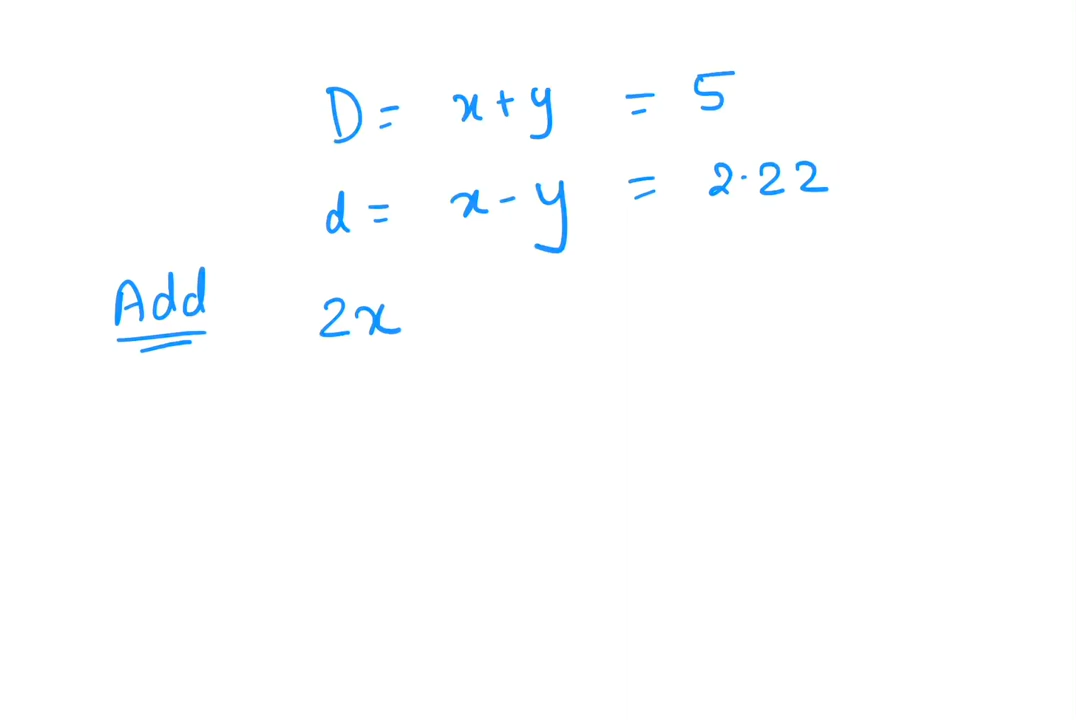 D = x + y = 5
d = x - y = 2.22
Add 2x